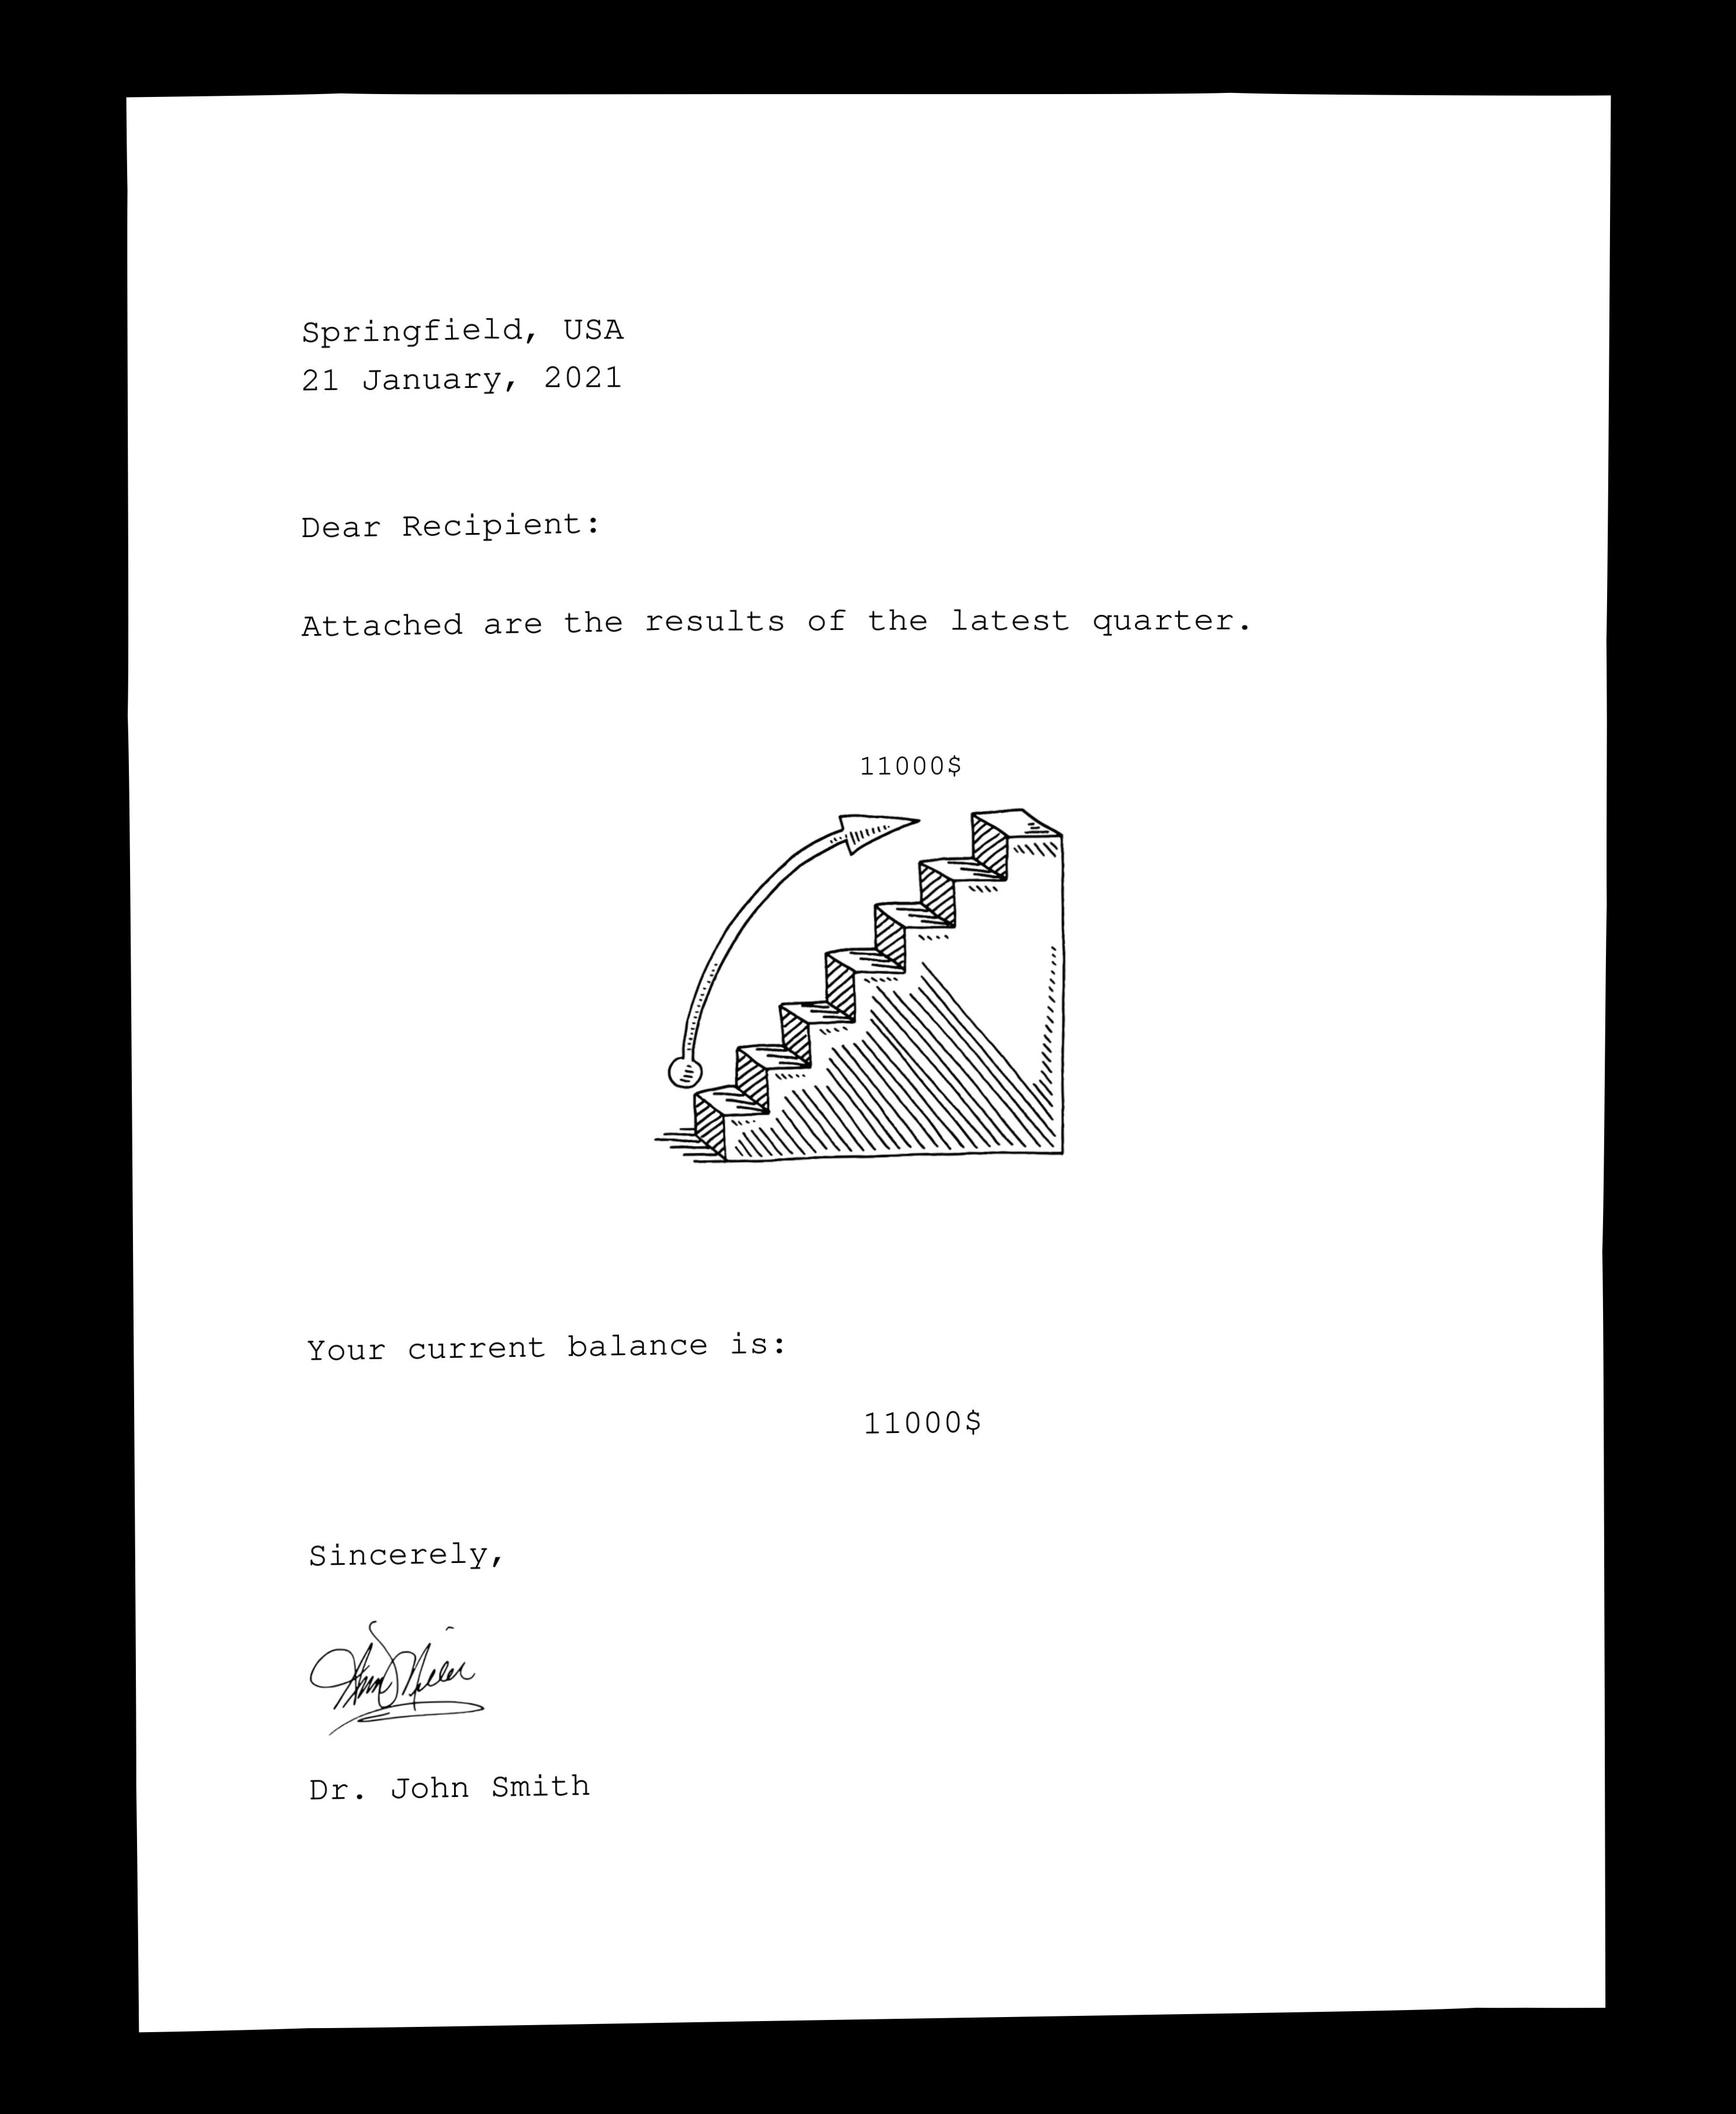 Springfield, USA
21 January, 2021
Dear Recipient:
Attached are the results of the latest quarter.
11000$
Your current balance is:
11000$
Sincerely,
Dr. John Smith